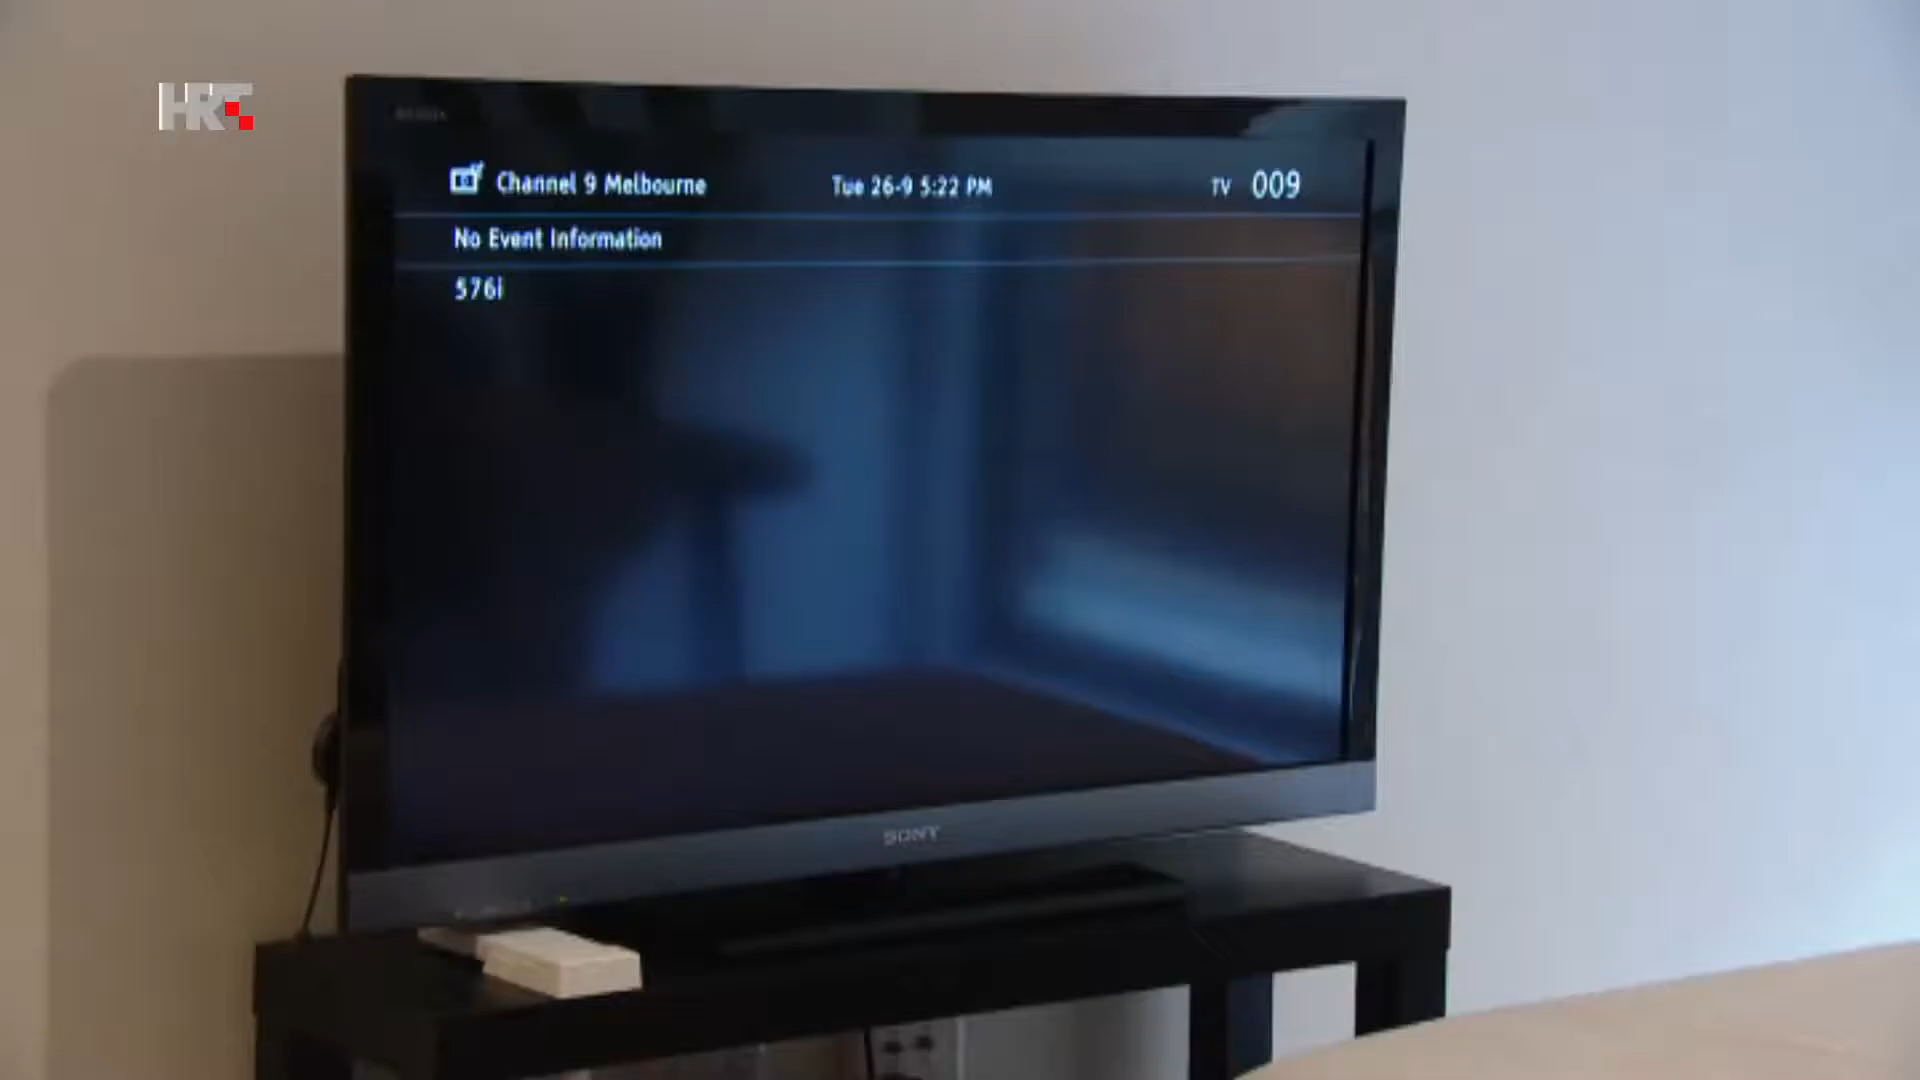 HRT
Channel 9 Melbourne Tue 26-9 5:22 PM TV 009
No Event Information
576i
SONY